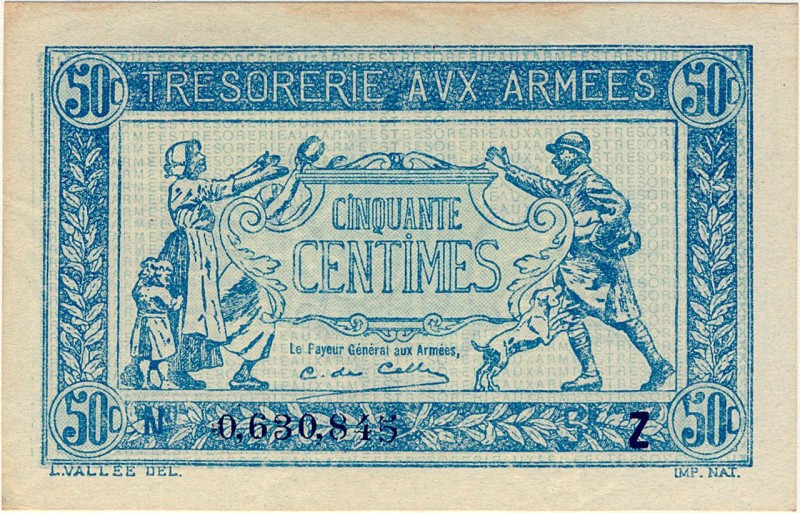 50c TRESORERIE AVX ARMEES 50c
CINQUANTE
CENTIMES
Le Payeur Général aux Armées,
50c N 0,630,845 Z 50c
L.VALLÉE DEL. IMP. NAT.